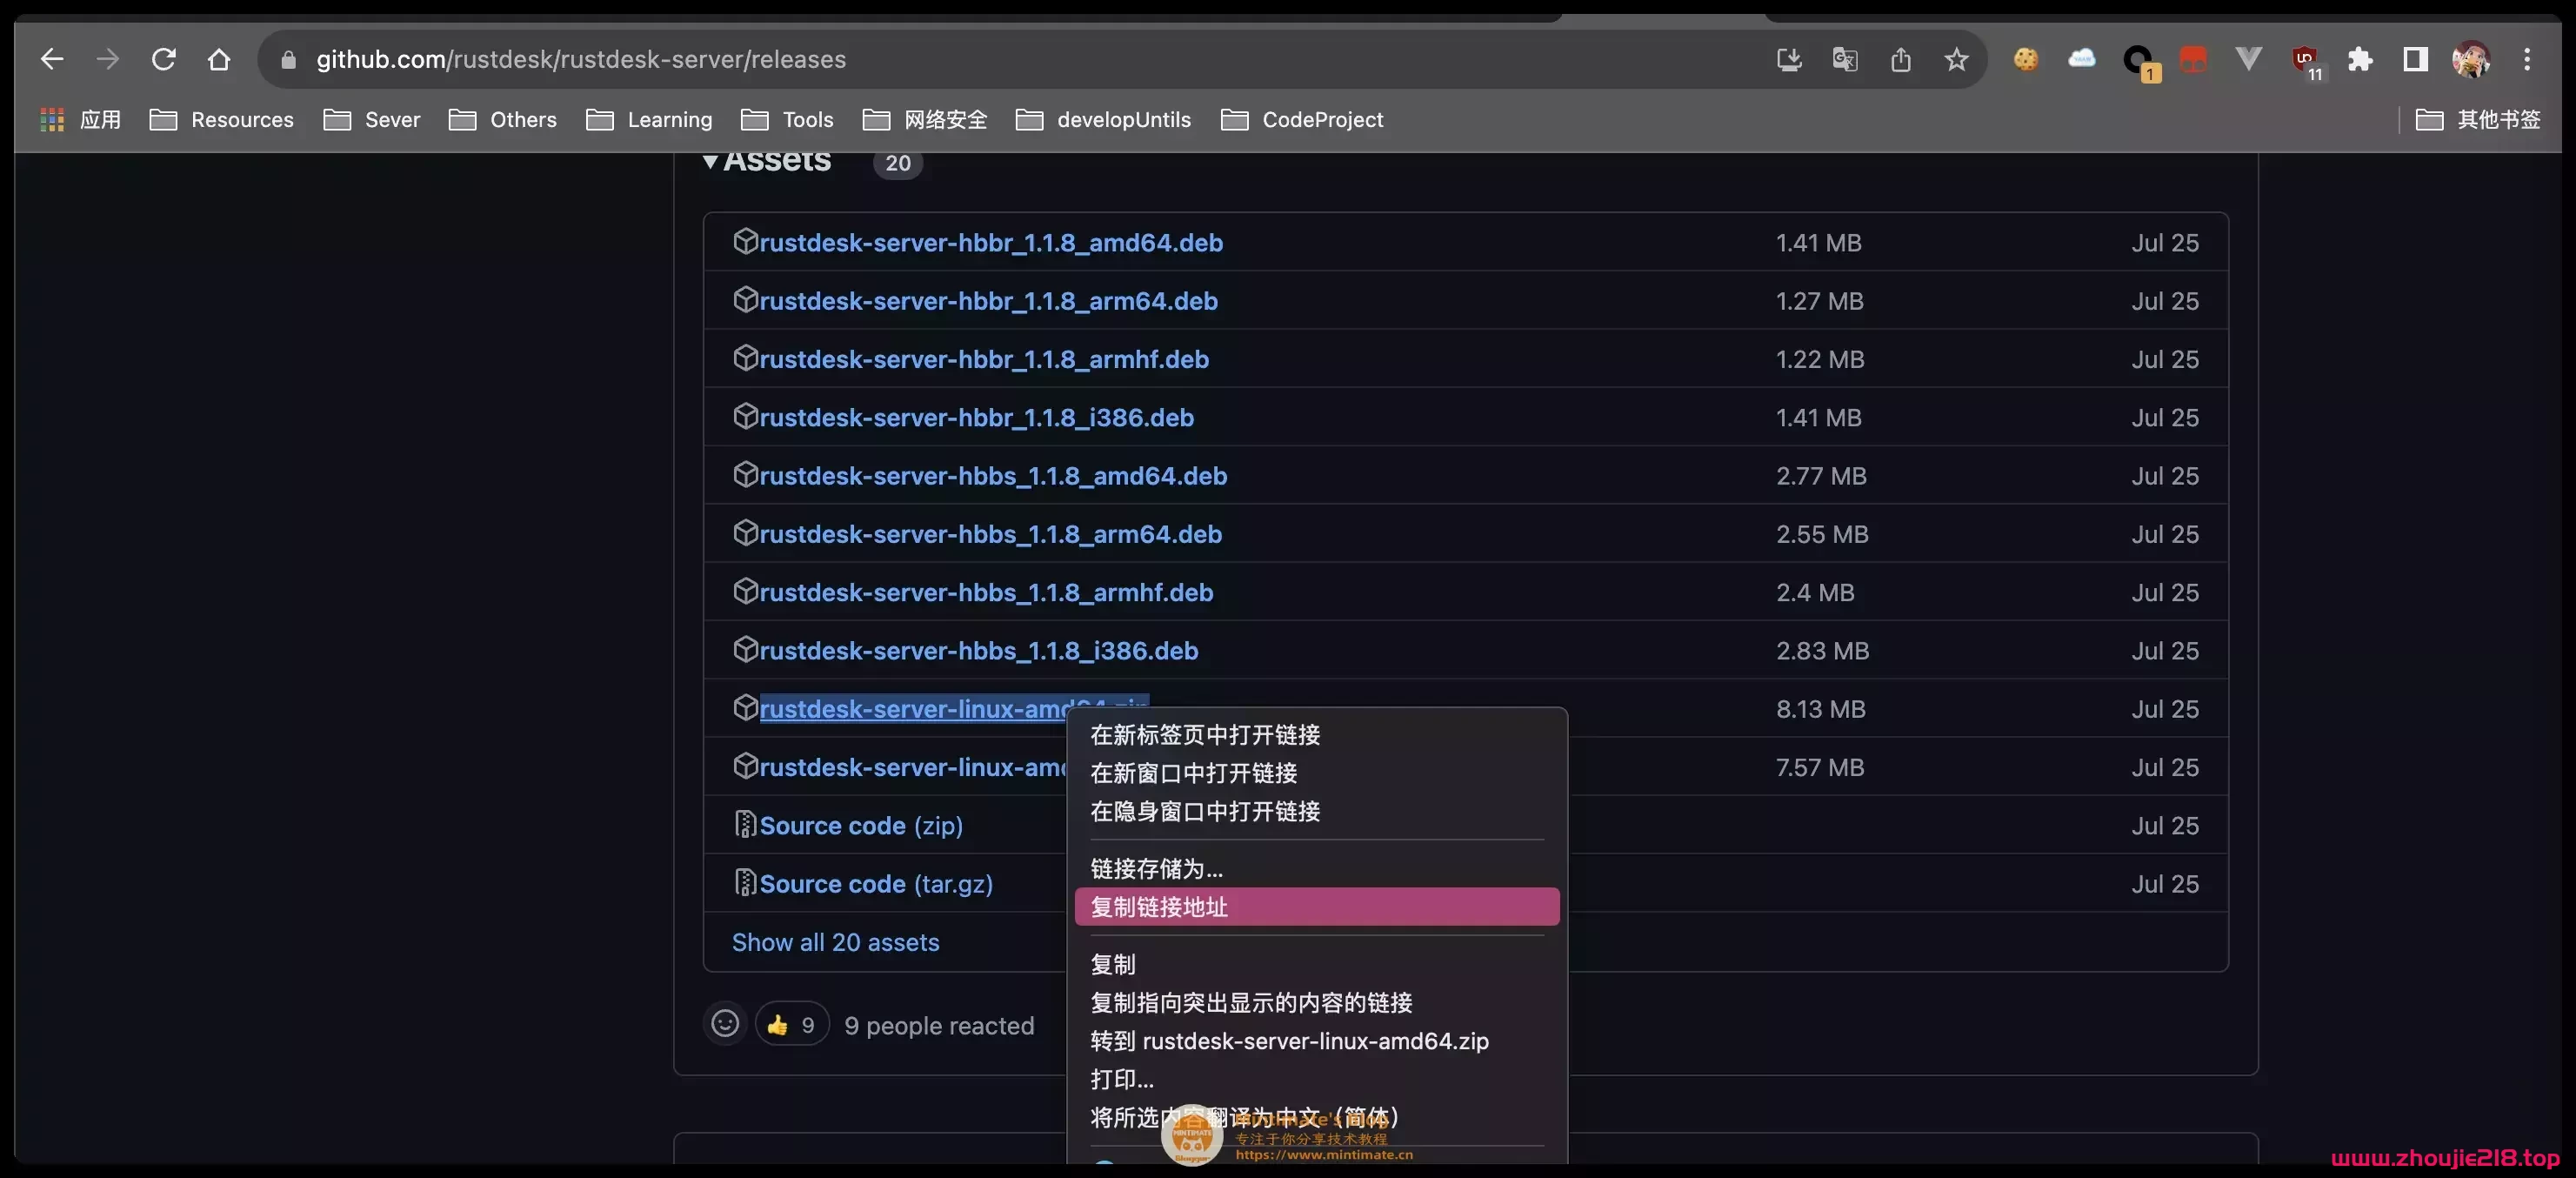 github.com/rustdesk/rustdesk-server/releases
1
11
应用 Resources Sever Others Learning Tools 网络安全 developUntils CodeProject 其他书签
Assets 20
rustdesk-server-hbbr_1.1.8_amd64.deb 1.41 MB Jul 25
rustdesk-server-hbbr_1.1.8_arm64.deb 1.27 MB Jul 25
rustdesk-server-hbbr_1.1.8_armhf.deb 1.22 MB Jul 25
rustdesk-server-hbbr_1.1.8_i386.deb 1.41 MB Jul 25
rustdesk-server-hbbs_1.1.8_amd64.deb 2.77 MB Jul 25
rustdesk-server-hbbs_1.1.8_arm64.deb 2.55 MB Jul 25
rustdesk-server-hbbs_1.1.8_armhf.deb 2.4 MB Jul 25
rustdesk-server-hbbs_1.1.8_i386.deb 2.83 MB Jul 25
rustdesk-server-linux-amd64.zip 8.13 MB Jul 25
rustdesk-server-linux-am 7.57 MB Jul 25
Source code (zip) Jul 25
Source code (tar.gz) Jul 25
Show all 20 assets
9 9 people reacted
在新标签页中打开链接
在新窗口中打开链接
在隐身窗口中打开链接
链接存储为...
复制链接地址
复制
复制指向突出显示的内容的链接
转到 rustdesk-server-linux-amd64.zip
打印...
将所选内容翻译为中文（简体）
Mintimate's Blog
专注于你分享技术教程
https://www.mintimate.cn
MINTIMATE
Blogger
www.zhoujie218.top